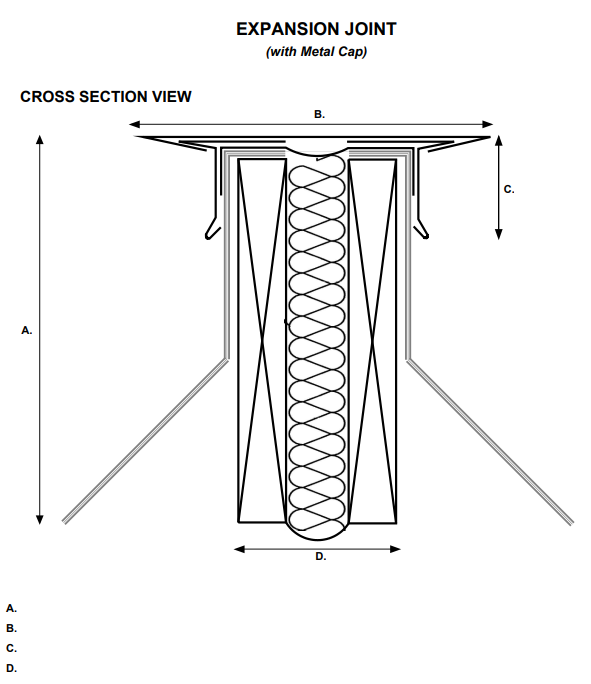 EXPANSION JOINT
(with Metal Cap)
CROSS SECTION VIEW
B.
C.
A.
D.
A.
B.
C.
D.